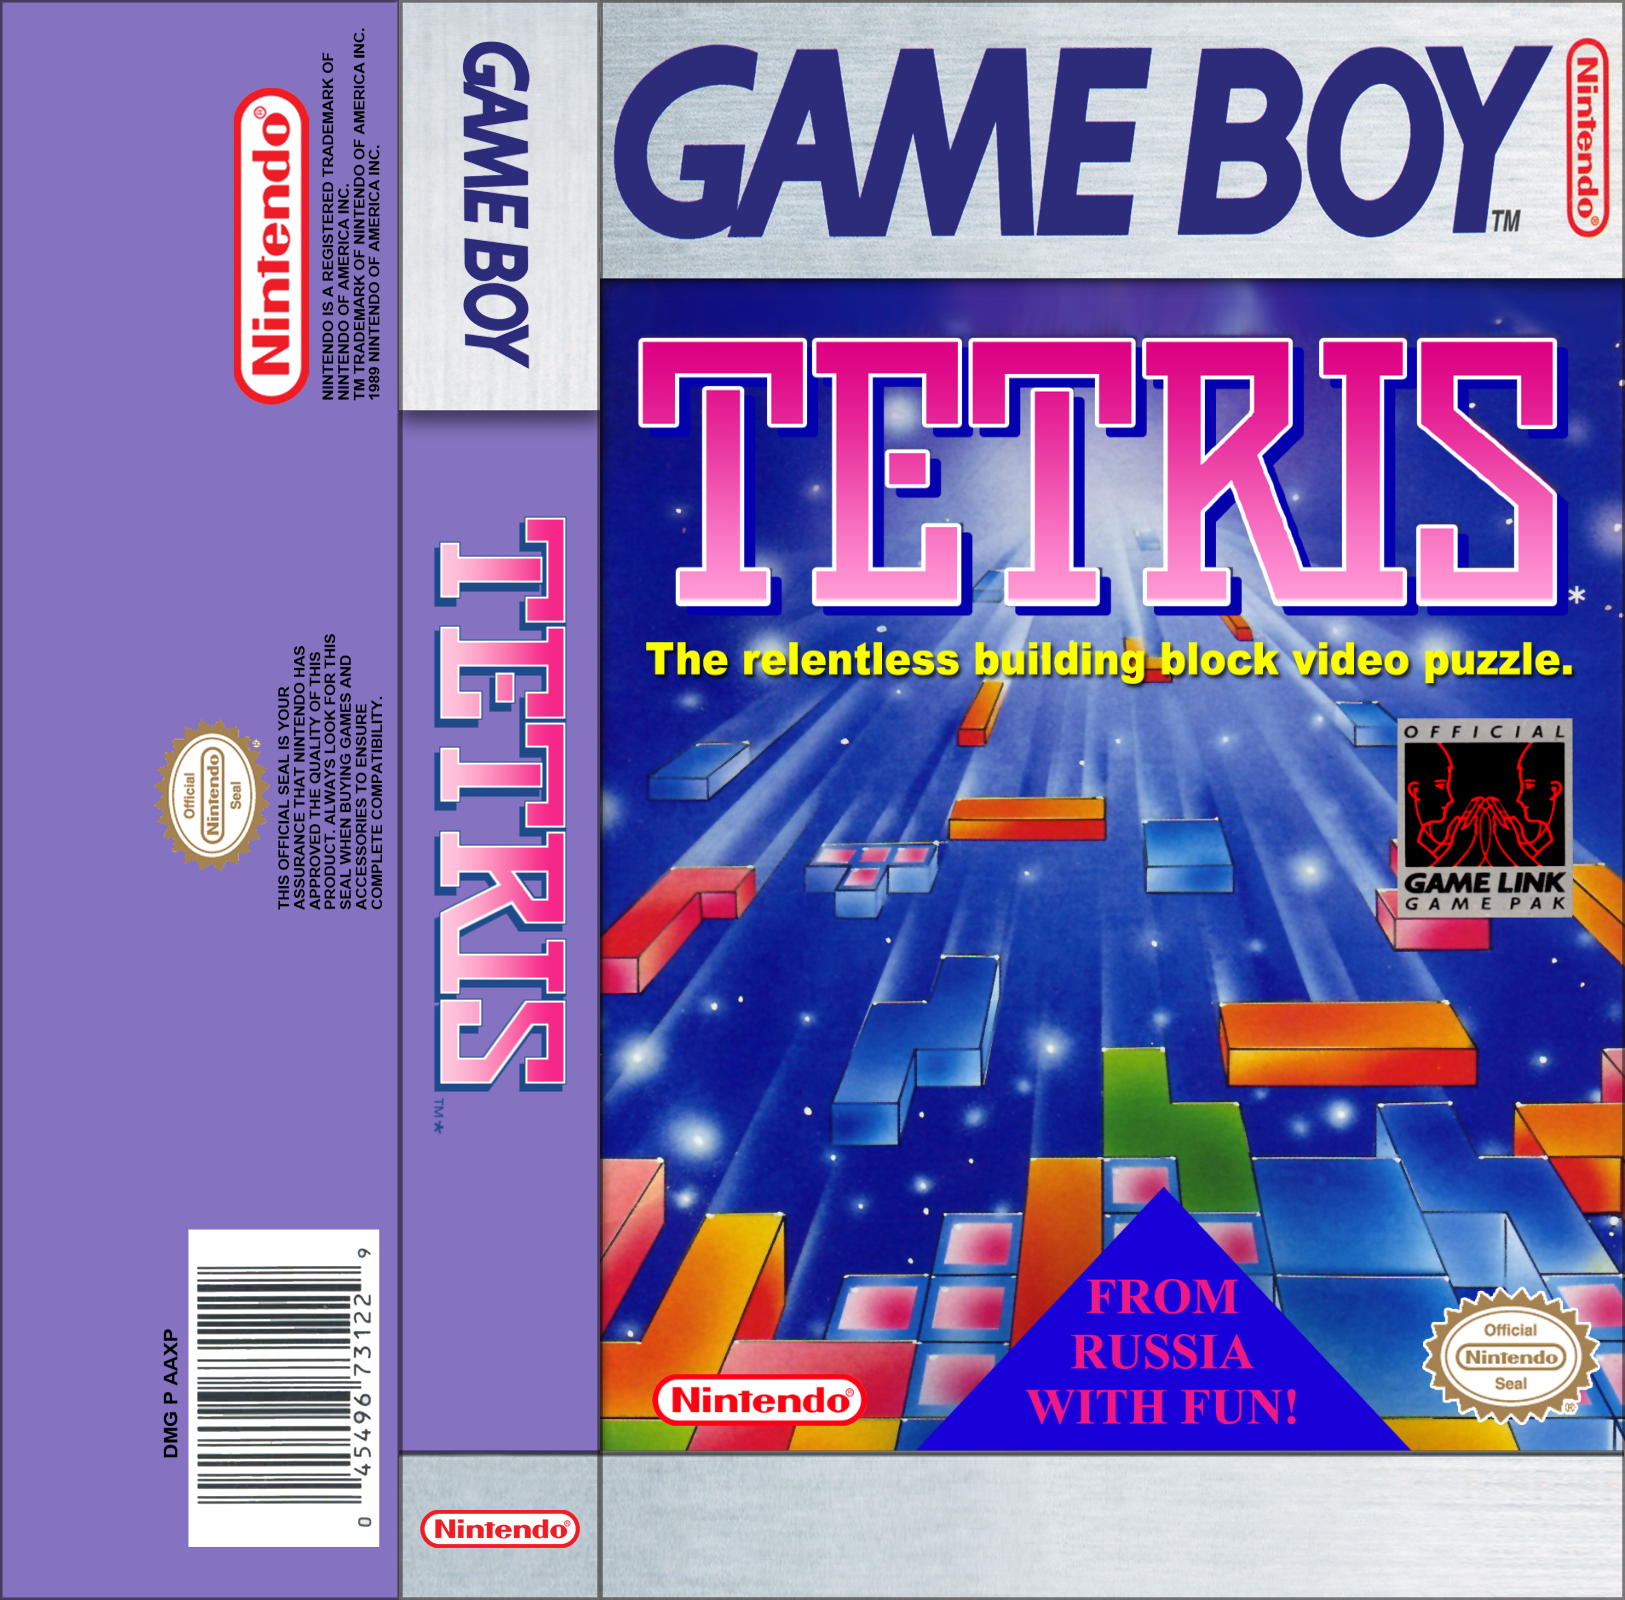 Nintendo®
NINTENDO IS A REGISTERED TRADEMARK OF
NINTENDO OF AMERICA INC.
TM TRADEMARK OF NINTENDO OF AMERICA INC.
1989 NINTENDO OF AMERICA INC.
Official
Nintendo
Seal
®
THIS OFFICIAL SEAL IS YOUR
ASSURANCE THAT NINTENDO HAS
APPROVED THE QUALITY OF THIS
PRODUCT. ALWAYS LOOK FOR THIS
SEAL WHEN BUYING GAMES AND
ACCESSORIES TO ENSURE
COMPLETE COMPATIBILITY.
DMG P AAXP
0 45496 73122 9
GAME BOY
TETRIS
TM*
Nintendo®
GAME BOY
TM
Nintendo®
TETRIS
*
The relentless building block video puzzle.
OFFICIAL
GAME LINK
GAME PAK
FROM
RUSSIA
WITH FUN!
Nintendo®
Official
Nintendo
Seal
®